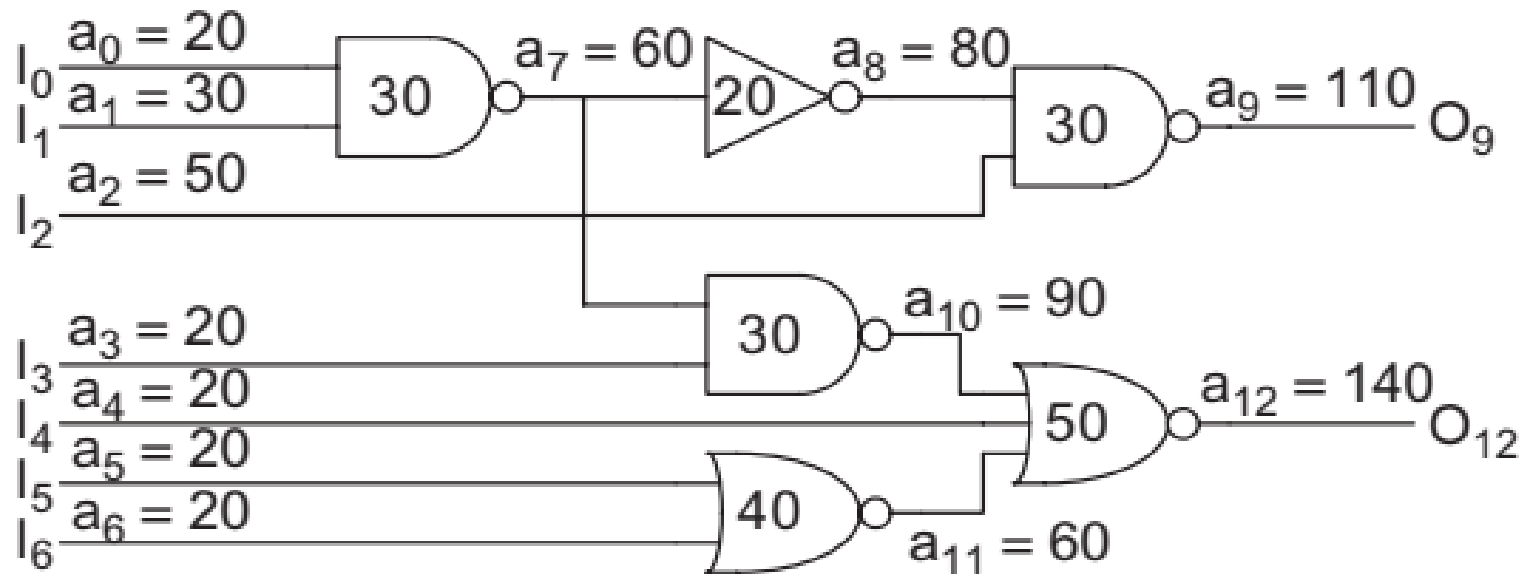 I₀ a₀ = 20
I₁ a₁ = 30
I₂ a₂ = 50
30
a₇ = 60
20
a₈ = 80
30
a₉ = 110 O₉
I₃ a₃ = 20
I₄ a₄ = 20
I₅ a₅ = 20
I₆ a₆ = 20
30
a₁₀ = 90
40
a₁₁ = 60
50
a₁₂ = 140 O₁₂